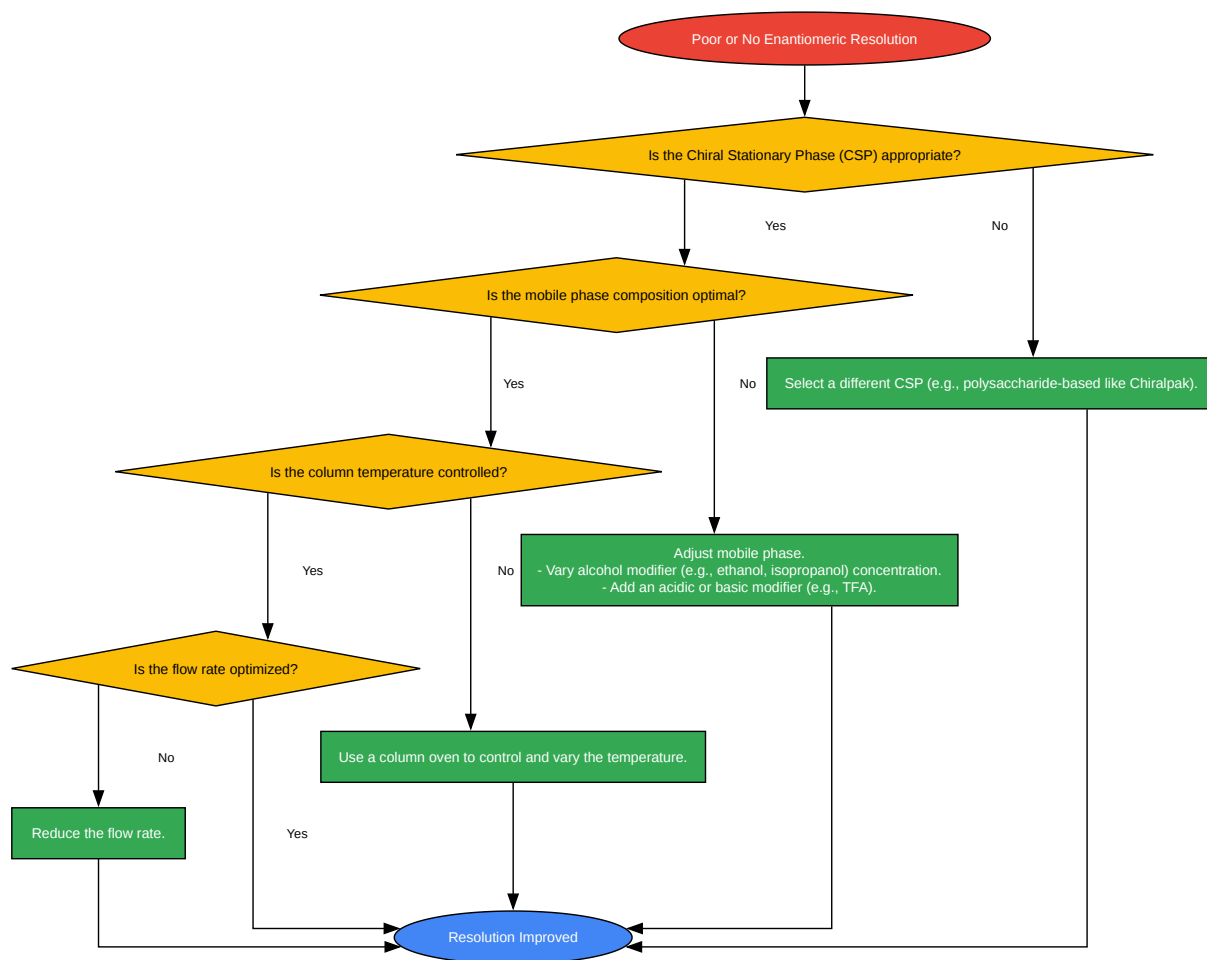 Poor or No Enantiomeric Resolution
Is the Chiral Stationary Phase (CSP) appropriate?
Yes
No
Is the mobile phase composition optimal?
Yes
No
Select a different CSP (e.g., polysaccharide-based like Chiralpak).
Is the column temperature controlled?
Yes
No
Adjust mobile phase.
- Vary alcohol modifier (e.g., ethanol, isopropanol) concentration.
- Add an acidic or basic modifier (e.g., TFA).
Is the flow rate optimized?
No
Use a column oven to control and vary the temperature.
Reduce the flow rate.
Yes
Resolution Improved